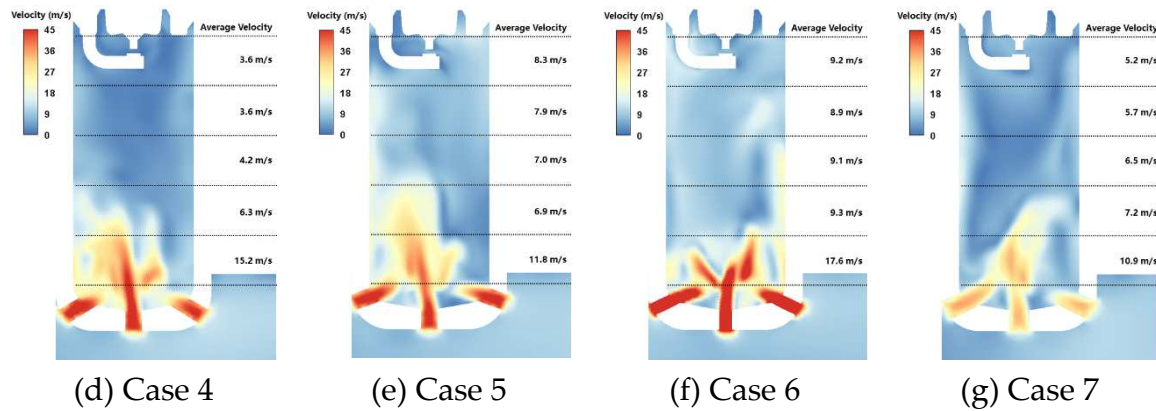 Velocity (m/s)
Average Velocity
45
36
27
18
9
0
3.6 m/s
3.6 m/s
4.2 m/s
6.3 m/s
15.2 m/s
(d) Case 4
Velocity (m/s)
Average Velocity
45
36
27
18
9
0
8.3 m/s
7.9 m/s
7.0 m/s
6.9 m/s
11.8 m/s
(e) Case 5
Velocity (m/s)
Average Velocity
45
36
27
18
9
0
9.2 m/s
8.9 m/s
9.1 m/s
9.3 m/s
17.6 m/s
(f) Case 6
Velocity (m/s)
Average Velocity
45
36
27
18
9
0
5.2 m/s
5.7 m/s
6.5 m/s
7.2 m/s
10.9 m/s
(g) Case 7